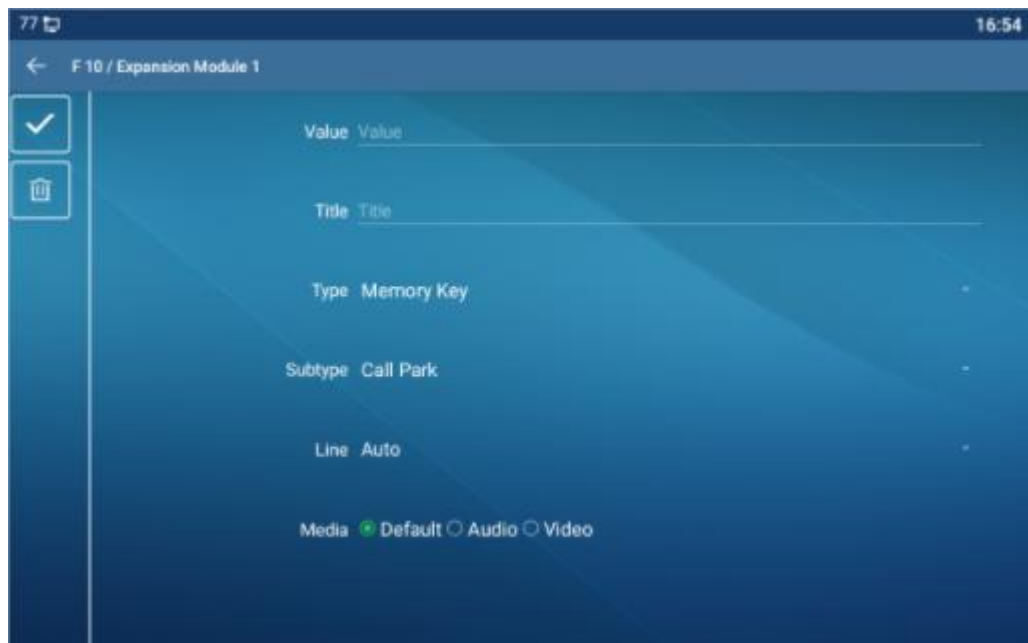 77 16:54
F 10 / Expansion Module 1
Value Value
Title Title
Type Memory Key
Subtype Call Park
Line Auto
Media Default Audio Video